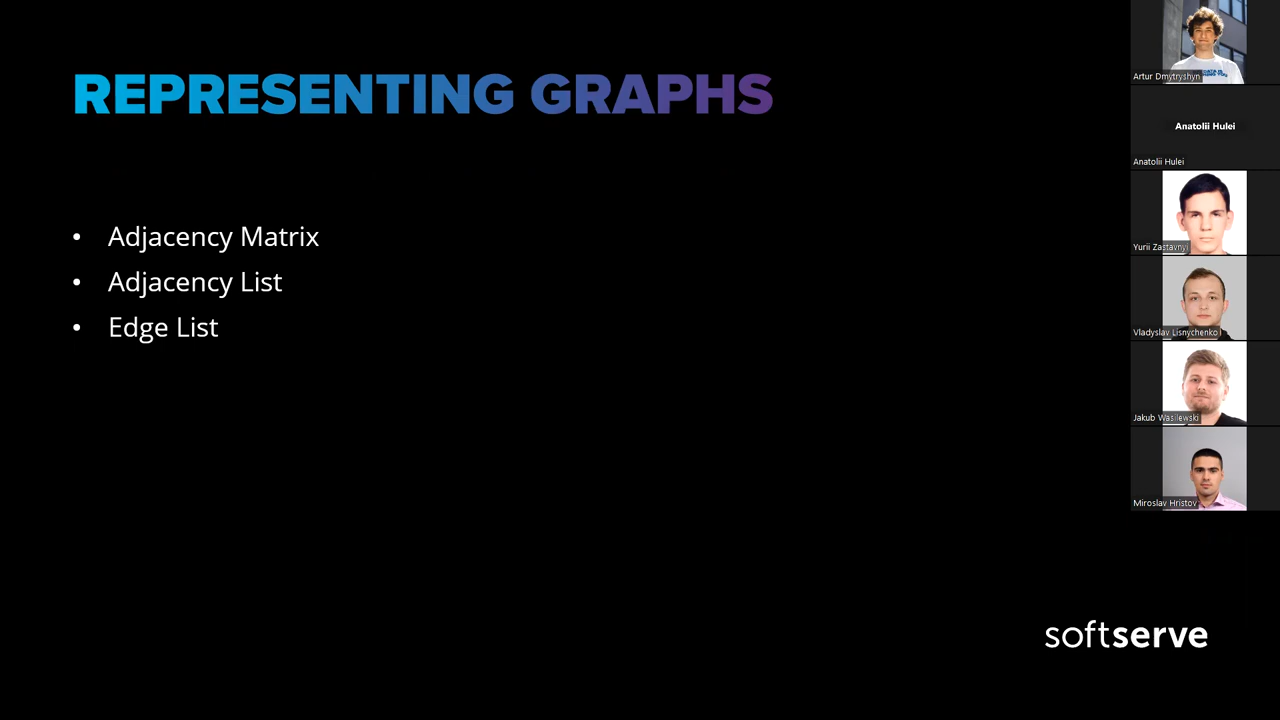 REPRESENTING GRAPHS
• Adjacency Matrix
• Adjacency List
• Edge List
softserve
Artur Dmytryshyn
Anatolii Hulei
Anatolii Hulei
Yurii Zastavnyi
Vladyslav Lisnychenko
Jakub Wasilewski
Miroslav Hristov